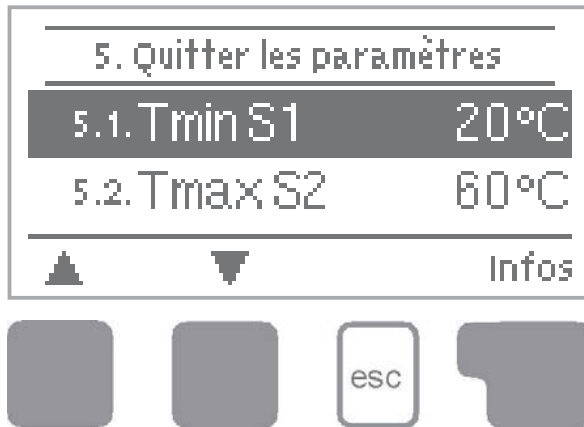 5. Quitter les paramètres
5.1. Tmin S1 20°C
5.2. Tmax S2 60°C
Infos
esc